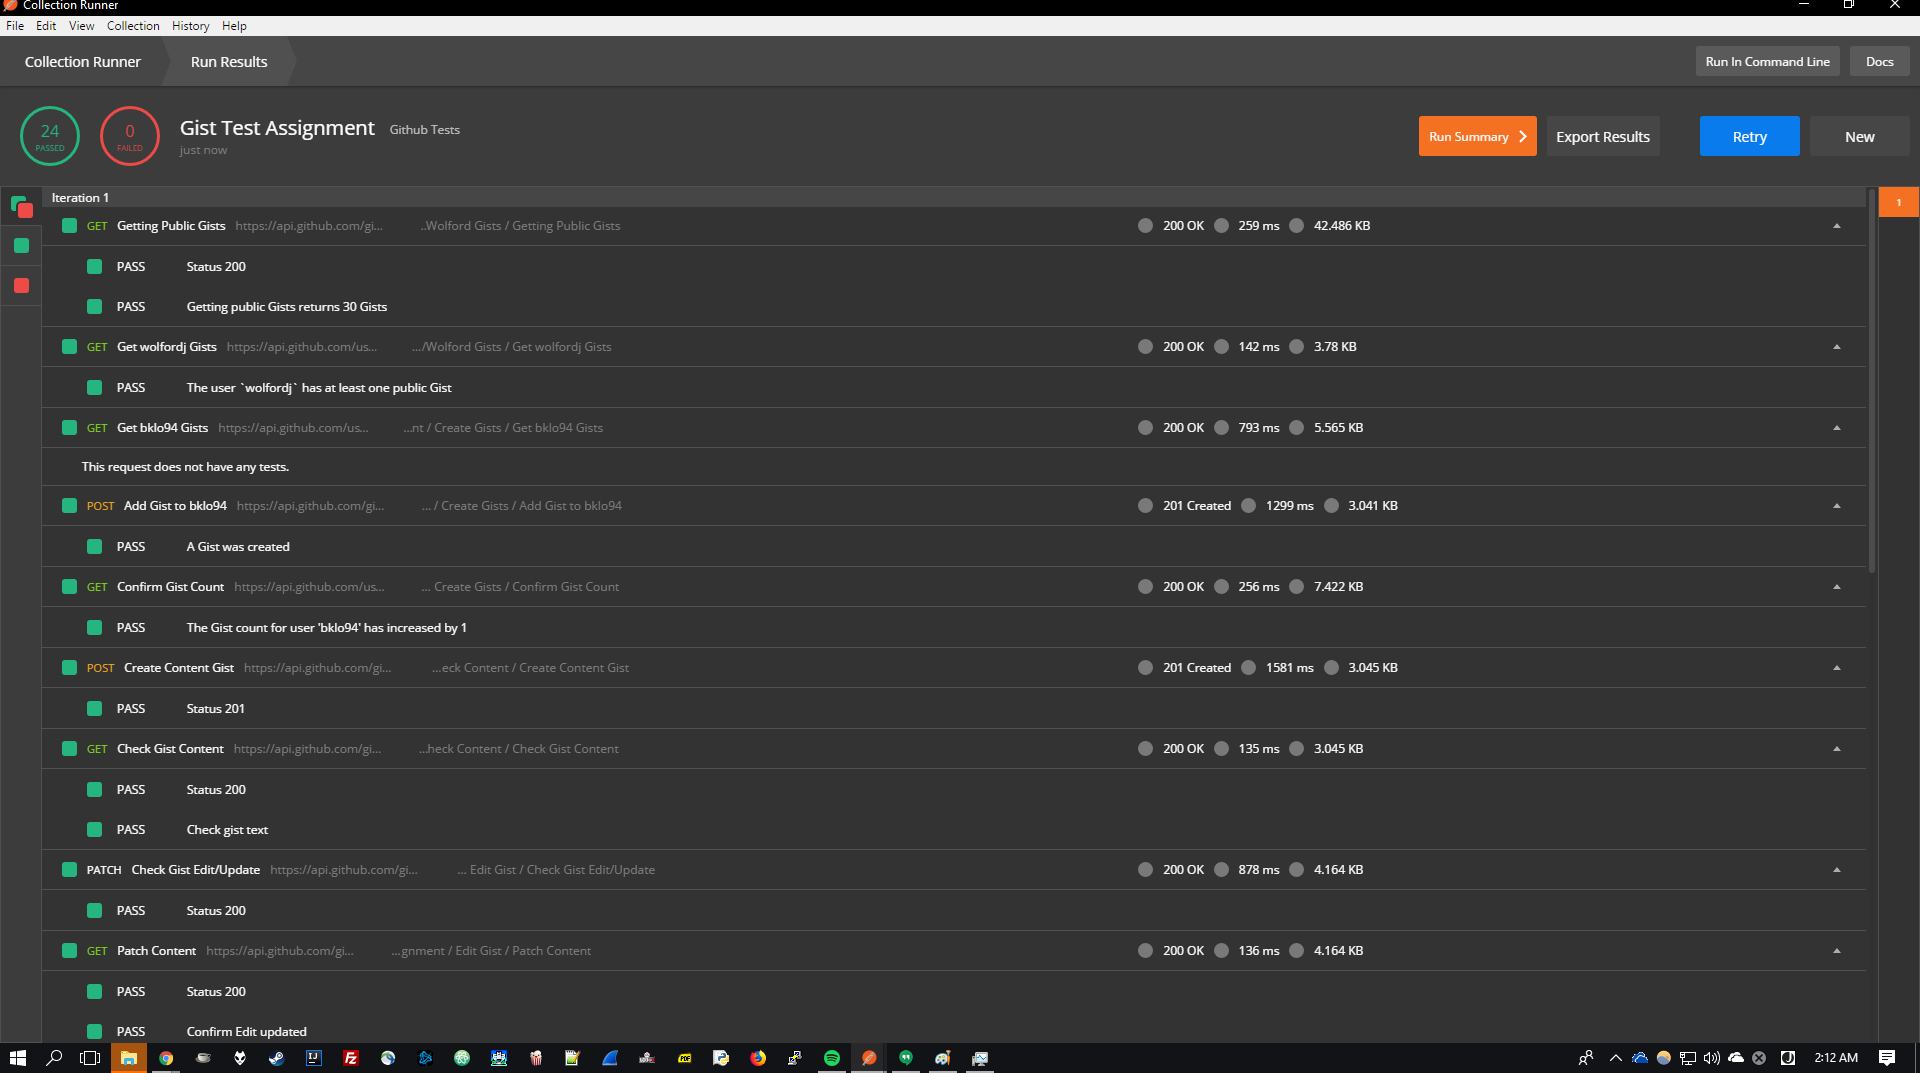 Collection Runner
File Edit View Collection History Help
Collection Runner Run Results Run In Command Line Docs
24 PASSED 0 FAILED Gist Test Assignment Github Tests just now Run Summary Export Results Retry New
Iteration 1 1
GET Getting Public Gists https://api.github.com/gi... ..Wolford Gists / Getting Public Gists 200 OK 259 ms 42.486 KB
PASS Status 200
PASS Getting public Gists returns 30 Gists
GET Get wolfordj Gists https://api.github.com/us... .../Wolford Gists / Get wolfordj Gists 200 OK 142 ms 3.78 KB
PASS The user `wolfordj` has at least one public Gist
GET Get bklo94 Gists https://api.github.com/us... ...nt / Create Gists / Get bklo94 Gists 200 OK 793 ms 5.565 KB
This request does not have any tests.
POST Add Gist to bklo94 https://api.github.com/gi... ... / Create Gists / Add Gist to bklo94 201 Created 1299 ms 3.041 KB
PASS A Gist was created
GET Confirm Gist Count https://api.github.com/us... ... Create Gists / Confirm Gist Count 200 OK 256 ms 7.422 KB
PASS The Gist count for user 'bklo94' has increased by 1
POST Create Content Gist https://api.github.com/gi... ...eck Content / Create Content Gist 201 Created 1581 ms 3.045 KB
PASS Status 201
GET Check Gist Content https://api.github.com/gi... ...heck Content / Check Gist Content 200 OK 135 ms 3.045 KB
PASS Status 200
PASS Check gist text
PATCH Check Gist Edit/Update https://api.github.com/gi... ... Edit Gist / Check Gist Edit/Update 200 OK 878 ms 4.164 KB
PASS Status 200
GET Patch Content https://api.github.com/gi... ...gnment / Edit Gist / Patch Content 200 OK 136 ms 4.164 KB
PASS Status 200
PASS Confirm Edit updated
2:12 AM